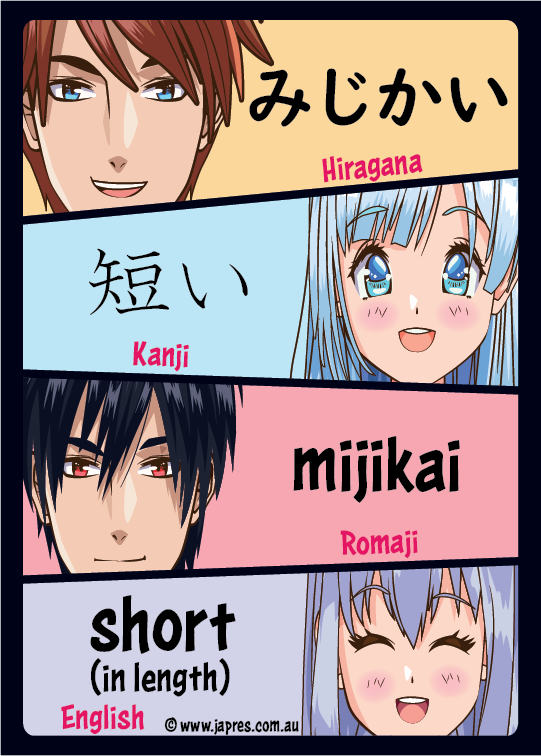 みじかい
Hiragana
短い
Kanji
mijikai
Romaji
short
(in length)
English
© www.japres.com.au